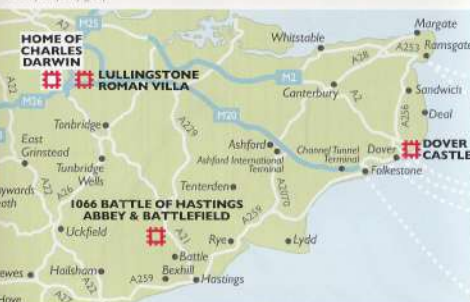 M25
A2
HOME OF
CHARLES
DARWIN
A22
M26
LULLINGSTONE
ROMAN VILLA
Whitstable
Margate
A28
A253
Ramsgate
M2
Canterbury
A2
A256
Sandwich
Deal
M20
Tonbridge
A229
East
Grinstead
Tunbridge
Wells
A26
A22
Ashford
Ashford International
Terminal
Channel Tunnel
Terminal
Dover
DOVER
CASTLE
Folkestone
Tenterden
A2070
1066 BATTLE OF HASTINGS
ABBEY & BATTLEFIELD
A259
Uckfield
A21
Rye
Lydd
Battle
Hailsham
A22
A259
Bexhill
Hastings